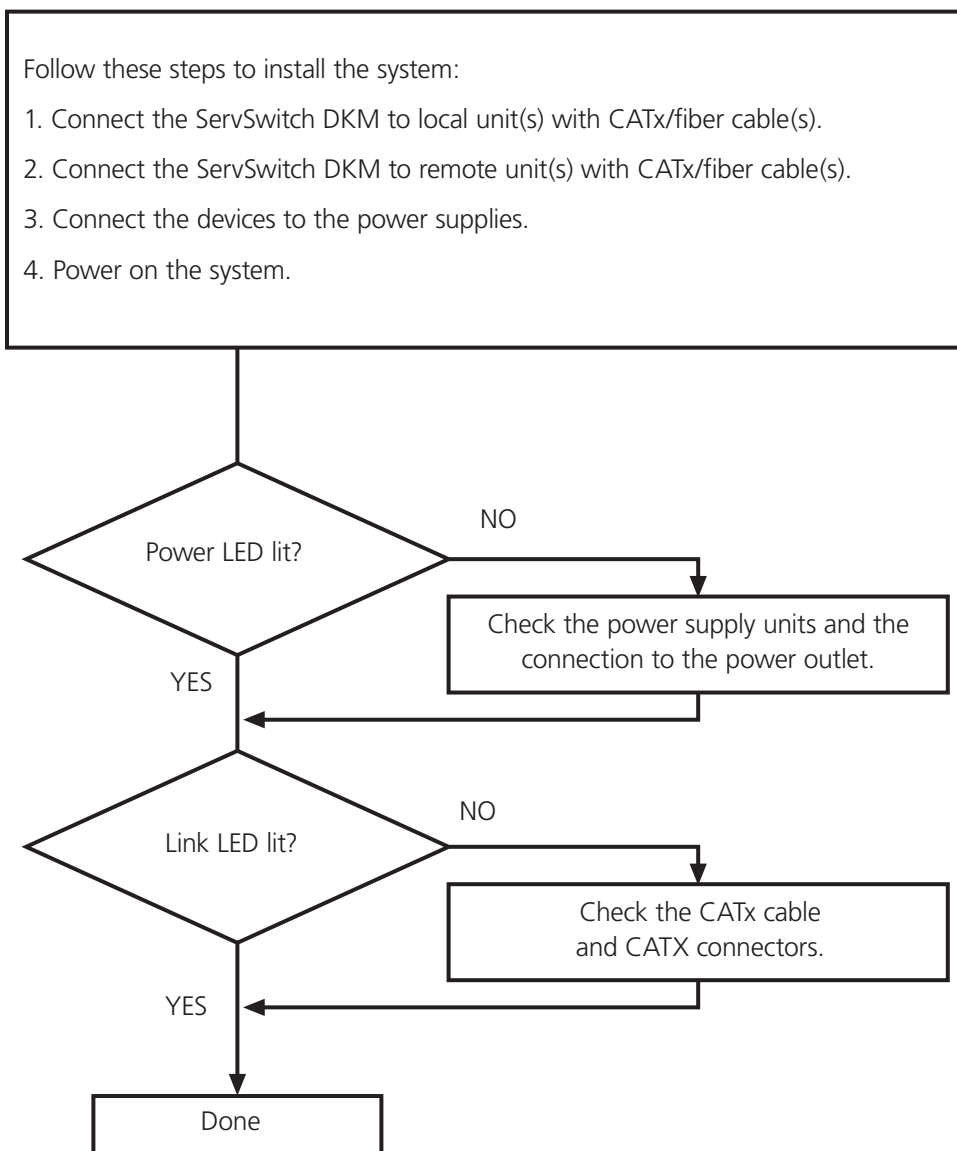 Follow these steps to install the system:
1. Connect the ServSwitch DKM to local unit(s) with CATx/fiber cable(s).
2. Connect the ServSwitch DKM to remote unit(s) with CATx/fiber cable(s).
3. Connect the devices to the power supplies.
4. Power on the system.
Power LED lit?
NO
Check the power supply units and the
connection to the power outlet.
YES
Link LED lit?
NO
Check the CATx cable
and CATX connectors.
YES
Done